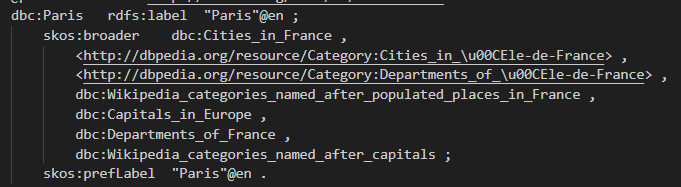 dbc:Paris rdfs:label "Paris"@en ;
skos:broader dbc:Cities_in_France ,
<http://dbpedia.org/resource/Category:Cities_in_\u00CEle-de-France> ,
<http://dbpedia.org/resource/Category:Departments_of_\u00CEle-de-France> ,
dbc:Wikipedia_categories_named_after_populated_places_in_France ,
dbc:Capitals_in_Europe ,
dbc:Departments_of_France ,
dbc:Wikipedia_categories_named_after_capitals ;
skos:prefLabel "Paris"@en .